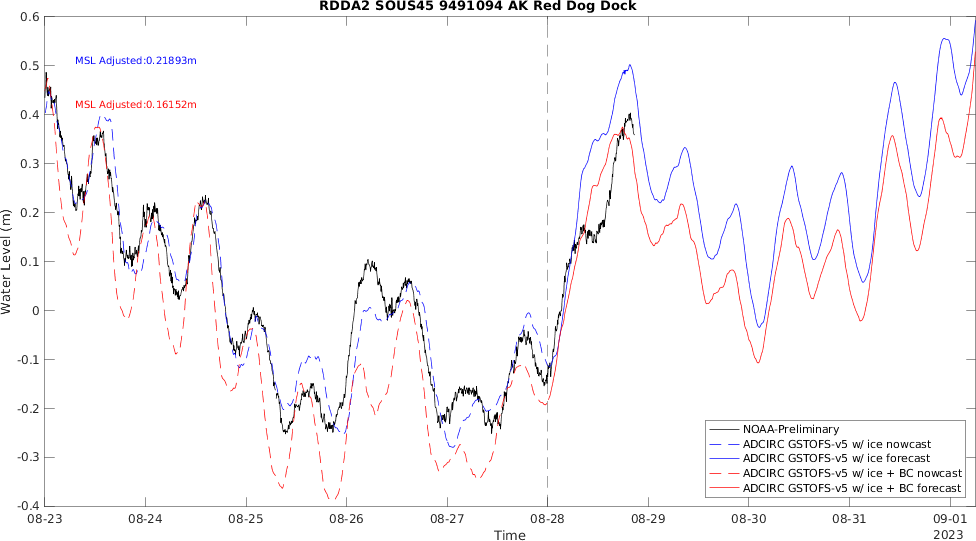 RDDA2 SOUS45 9491094 AK Red Dog Dock
0.6
0.5
0.4
0.3
0.2
0.1
0
-0.1
-0.2
-0.3
-0.4
Water Level (m)
MSL Adjusted:0.21893m
MSL Adjusted:0.16152m
NOAA-Preliminary
ADCIRC GSTOFS-v5 w/ ice nowcast
ADCIRC GSTOFS-v5 w/ ice forecast
ADCIRC GSTOFS-v5 w/ ice + BC nowcast
ADCIRC GSTOFS-v5 w/ ice + BC forecast
08-23 08-24 08-25 08-26 08-27 08-28 08-29 08-30 08-31 09-01
2023
Time